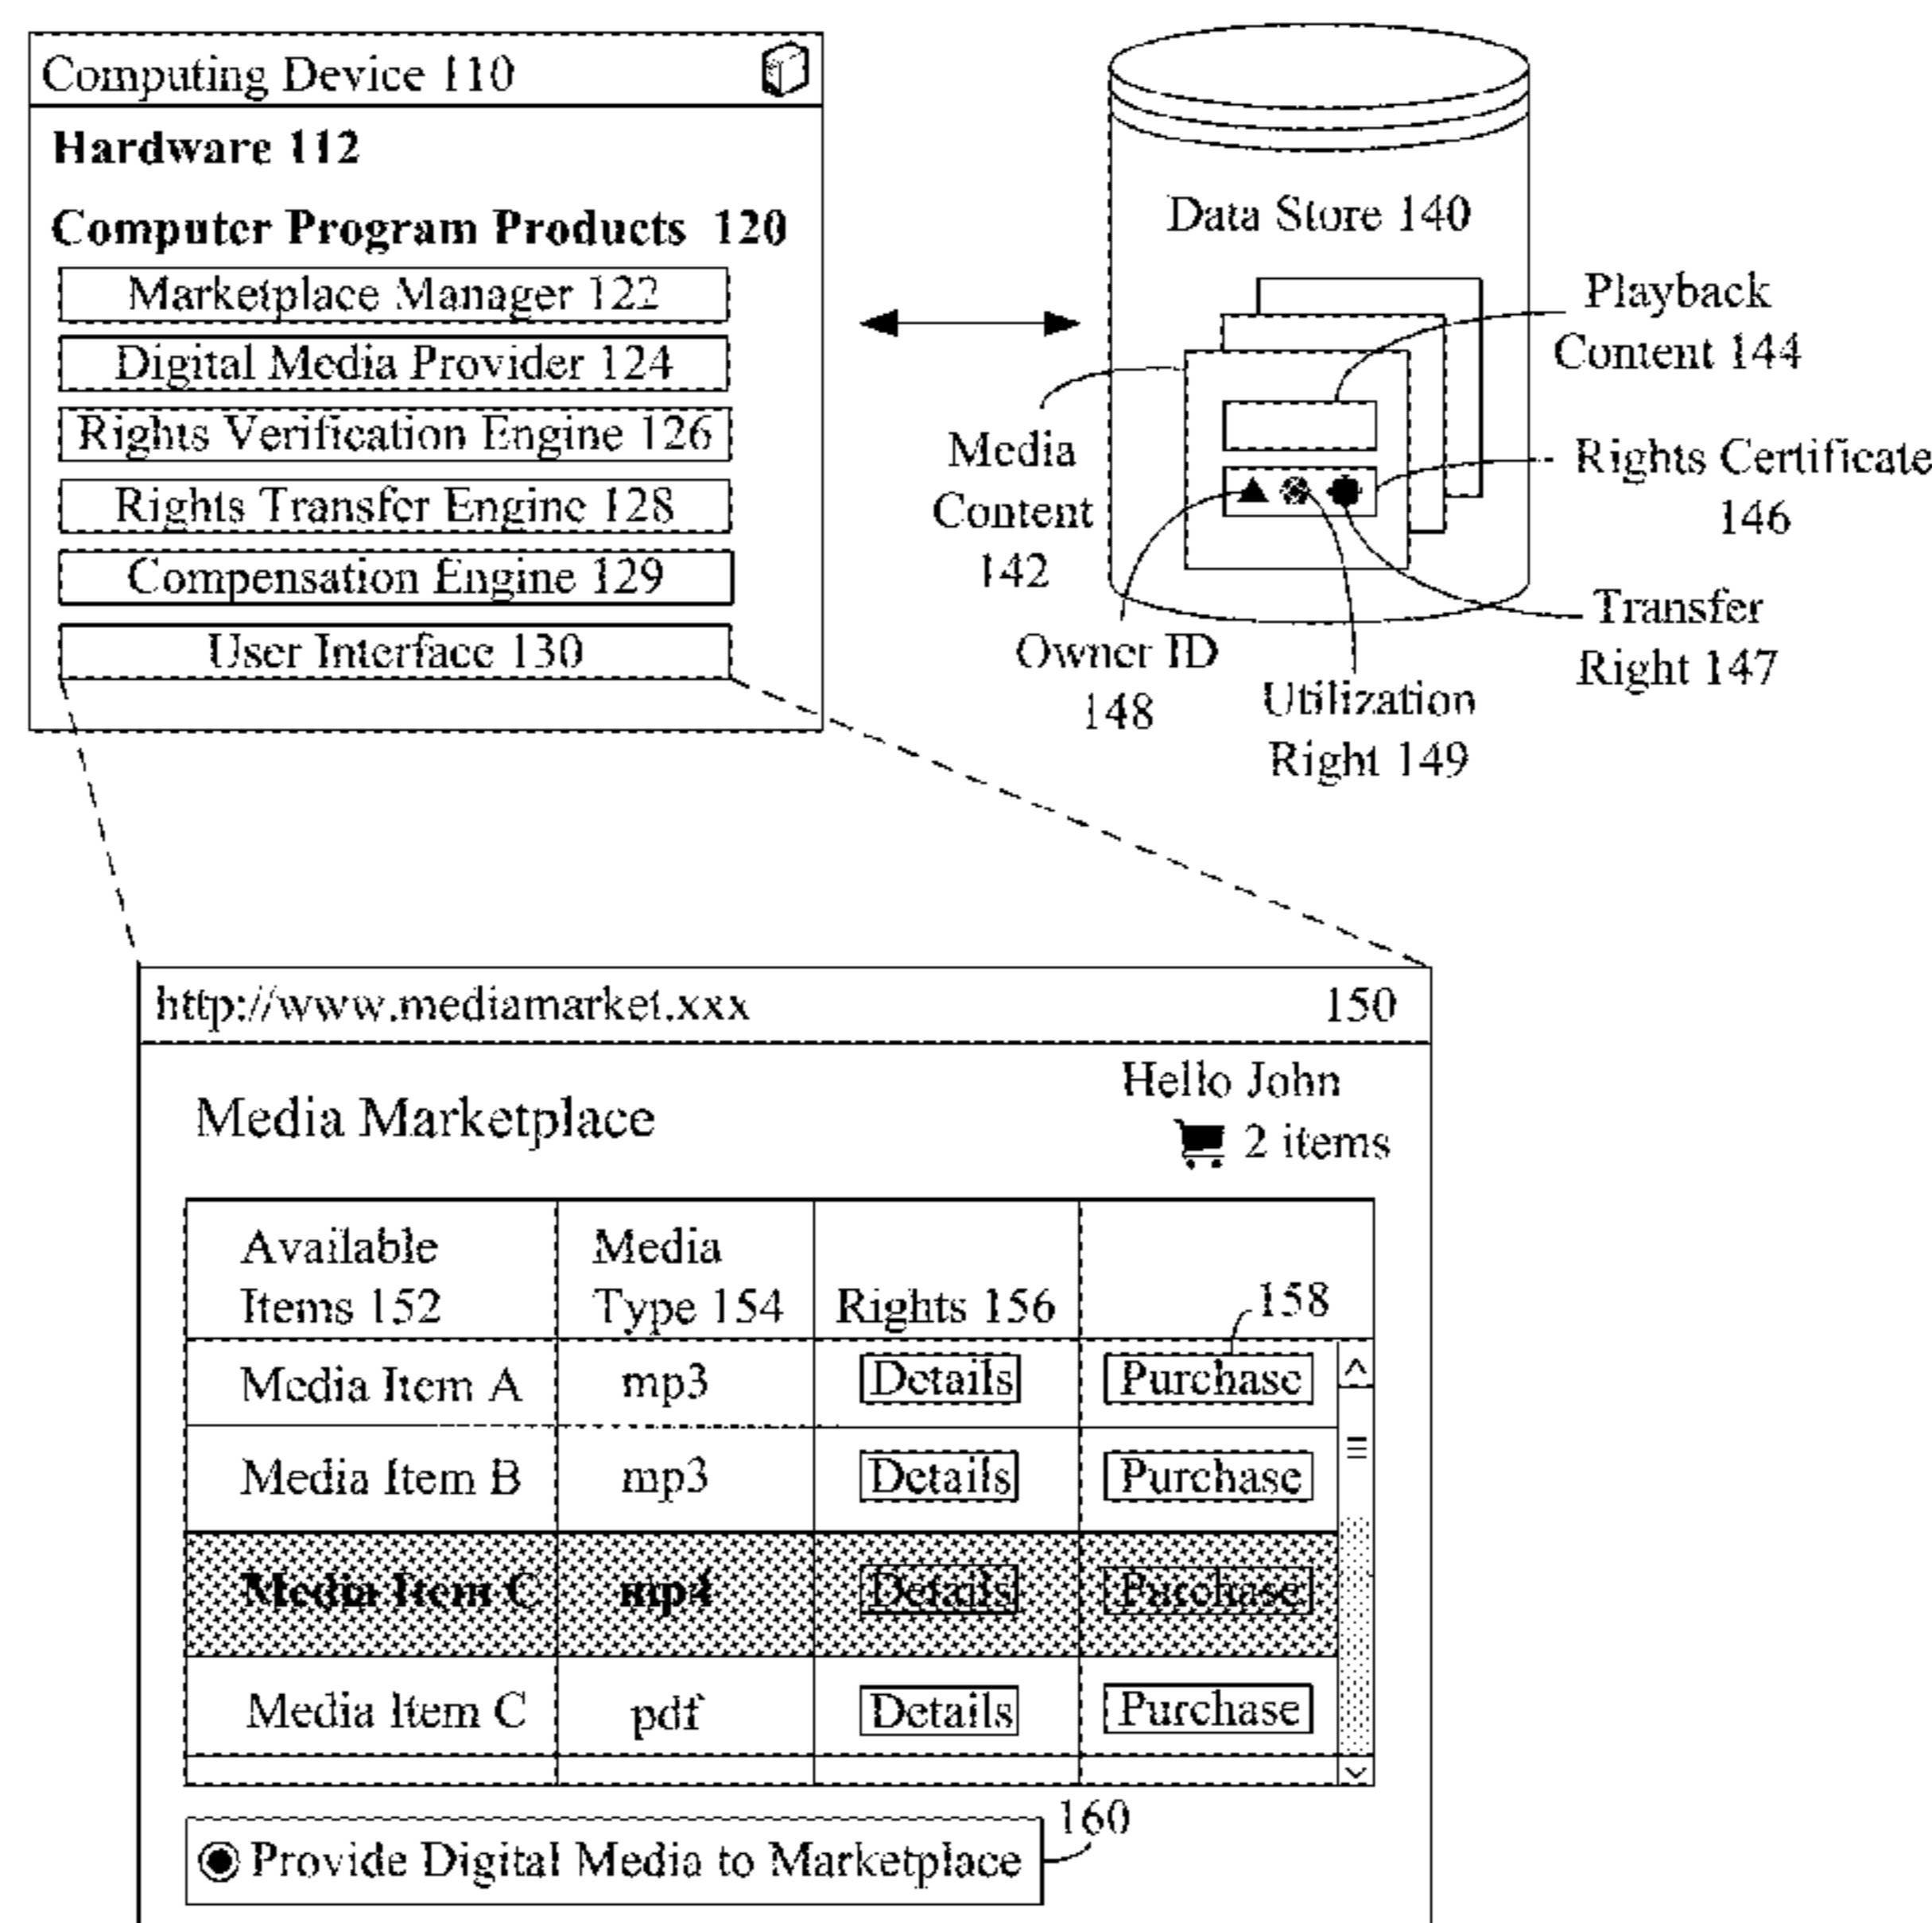 Computing Device 110
Hardware 112
Computer Program Products 120
Marketplace Manager 122
Digital Media Provider 124
Rights Verification Engine 126
Rights Transfer Engine 128
Compensation Engine 129
User Interface 130
Data Store 140
Playback
Content 144
Media
Content
142
Rights Certificate
146
Owner ID
148
Utilization
Right 149
Transfer
Right 147
http://www.mediamarket.xxx 150
Hello John
Media Marketplace
2 items
Available
Items 152
Media
Type 154
Rights 156
158
Media Item A mp3 Details Purchase
Media Item B mp3 Details Purchase
Media Item C mp4 Details Purchase
Media Item C pdf Details Purchase
160
Provide Digital Media to Marketplace